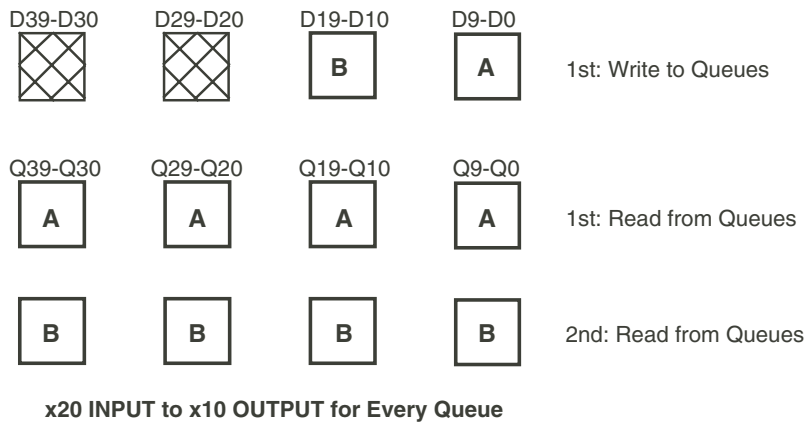 D39-D30 D29-D20 D19-D10 D9-D0
B A 1st: Write to Queues
Q39-Q30 Q29-Q20 Q19-Q10 Q9-Q0
A A A A 1st: Read from Queues
B B B B 2nd: Read from Queues
x20 INPUT to x10 OUTPUT for Every Queue